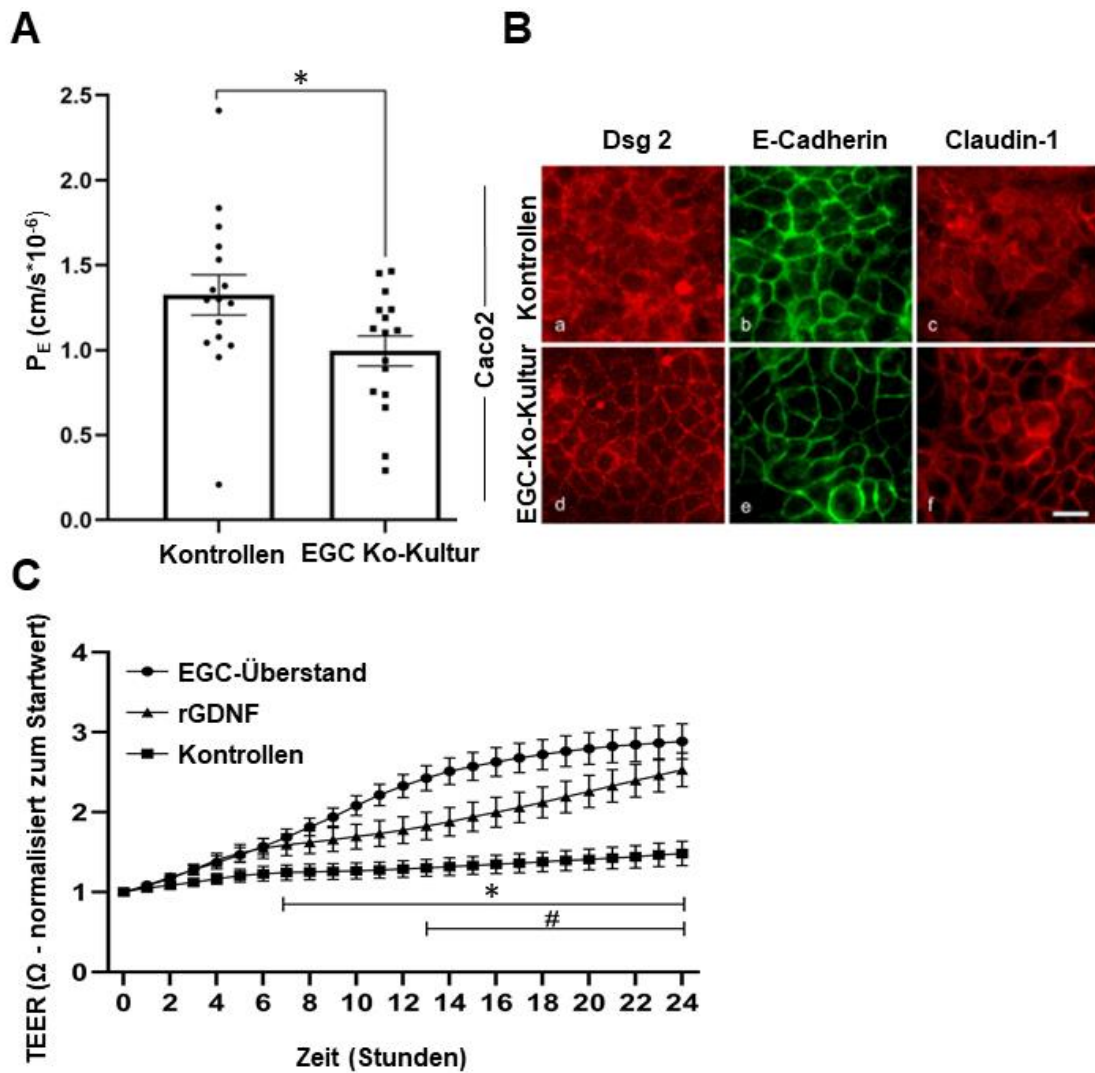 A
B
*
2.5
2.0
1.5
1.0
0.5
0.0
P_E (cm/s*10^-6)
Kontrollen
EGC Ko-Kultur
Dsg 2
E-Cadherin
Claudin-1
Caco2
Kontrollen
EGC-Ko-Kultur
a
b
c
d
e
f
C
TEER (Ω - normalisiert zum Startwert)
4
3
2
1
0
EGC-Überstand
rGDNF
Kontrollen
*
#
0 2 4 6 8 10 12 14 16 18 20 22 24
Zeit (Stunden)